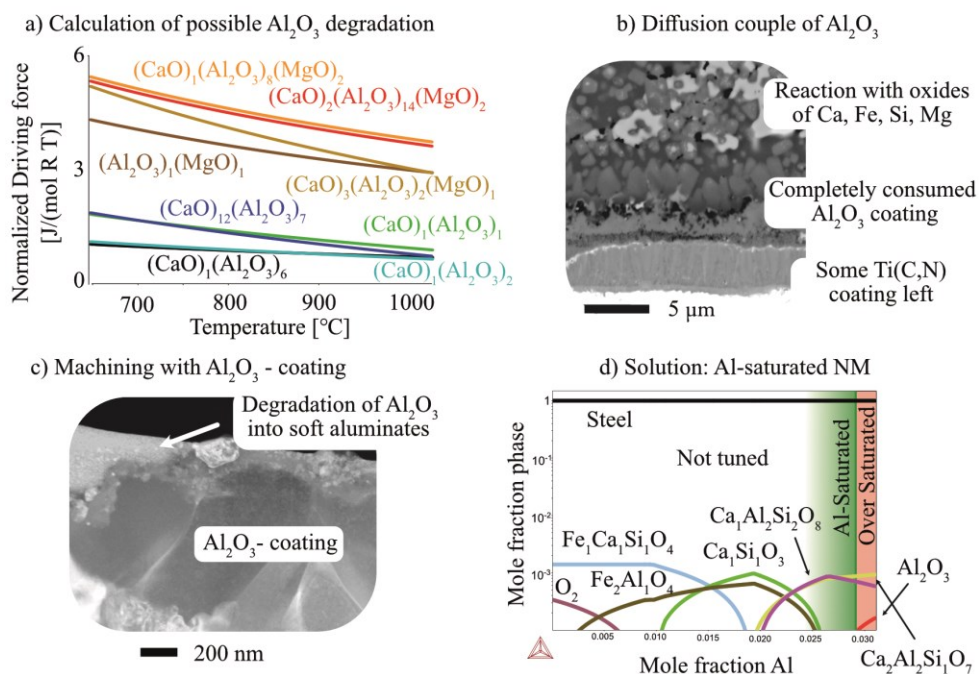 a) Calculation of possible Al₂O₃ degradation
6
3
0
Normalized Driving force
[J/(mol R T)]
(CaO)₁(Al₂O₃)₈(MgO)₂
(CaO)₂(Al₂O₃)₁₄(MgO)₂
(Al₂O₃)₁(MgO)₁
(CaO)₃(Al₂O₃)₂(MgO)₁
(CaO)₁₂(Al₂O₃)₇
(CaO)₁(Al₂O₃)₁
(CaO)₁(Al₂O₃)₆
(CaO)₁(Al₂O₃)₂
700 800 900 1000
Temperature [°C]
b) Diffusion couple of Al₂O₃
Reaction with oxides
of Ca, Fe, Si, Mg
Completely consumed
Al₂O₃ coating
Some Ti(C,N)
coating left
5 µm
c) Machining with Al₂O₃ - coating
Degradation of Al₂O₃
into soft aluminates
Al₂O₃- coating
200 nm
d) Solution: Al-saturated NM
1
10⁻¹
10⁻²
10⁻³
Mole fraction phase
Steel
Not tuned
Al-Saturated
Over Saturated
Ca₁Al₂Si₂O₈
Fe₁Ca₁Si₁O₄
Ca₁Si₁O₃
O₂
Fe₂Al₁O₄
Al₂O₃
0.005 0.010 0.015 0.020 0.025 0.030
Mole fraction Al
Ca₂Al₂Si₁O₇